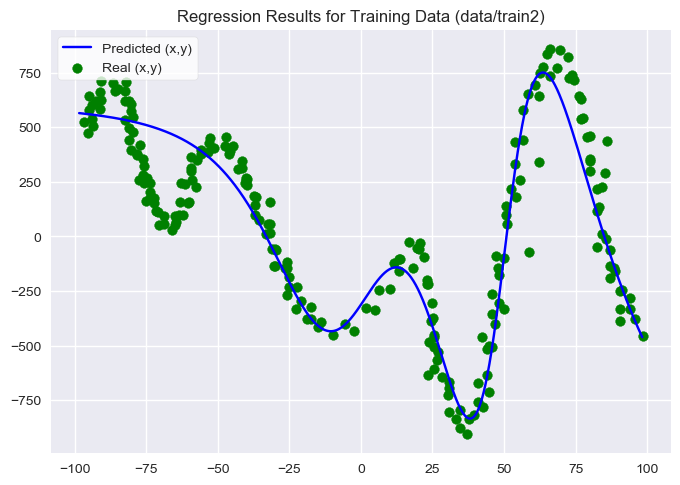 Regression Results for Training Data (data/train2)
Predicted (x,y)
Real (x,y)
750
500
250
0
−250
−500
−750
−100 −75 −50 −25 0 25 50 75 100